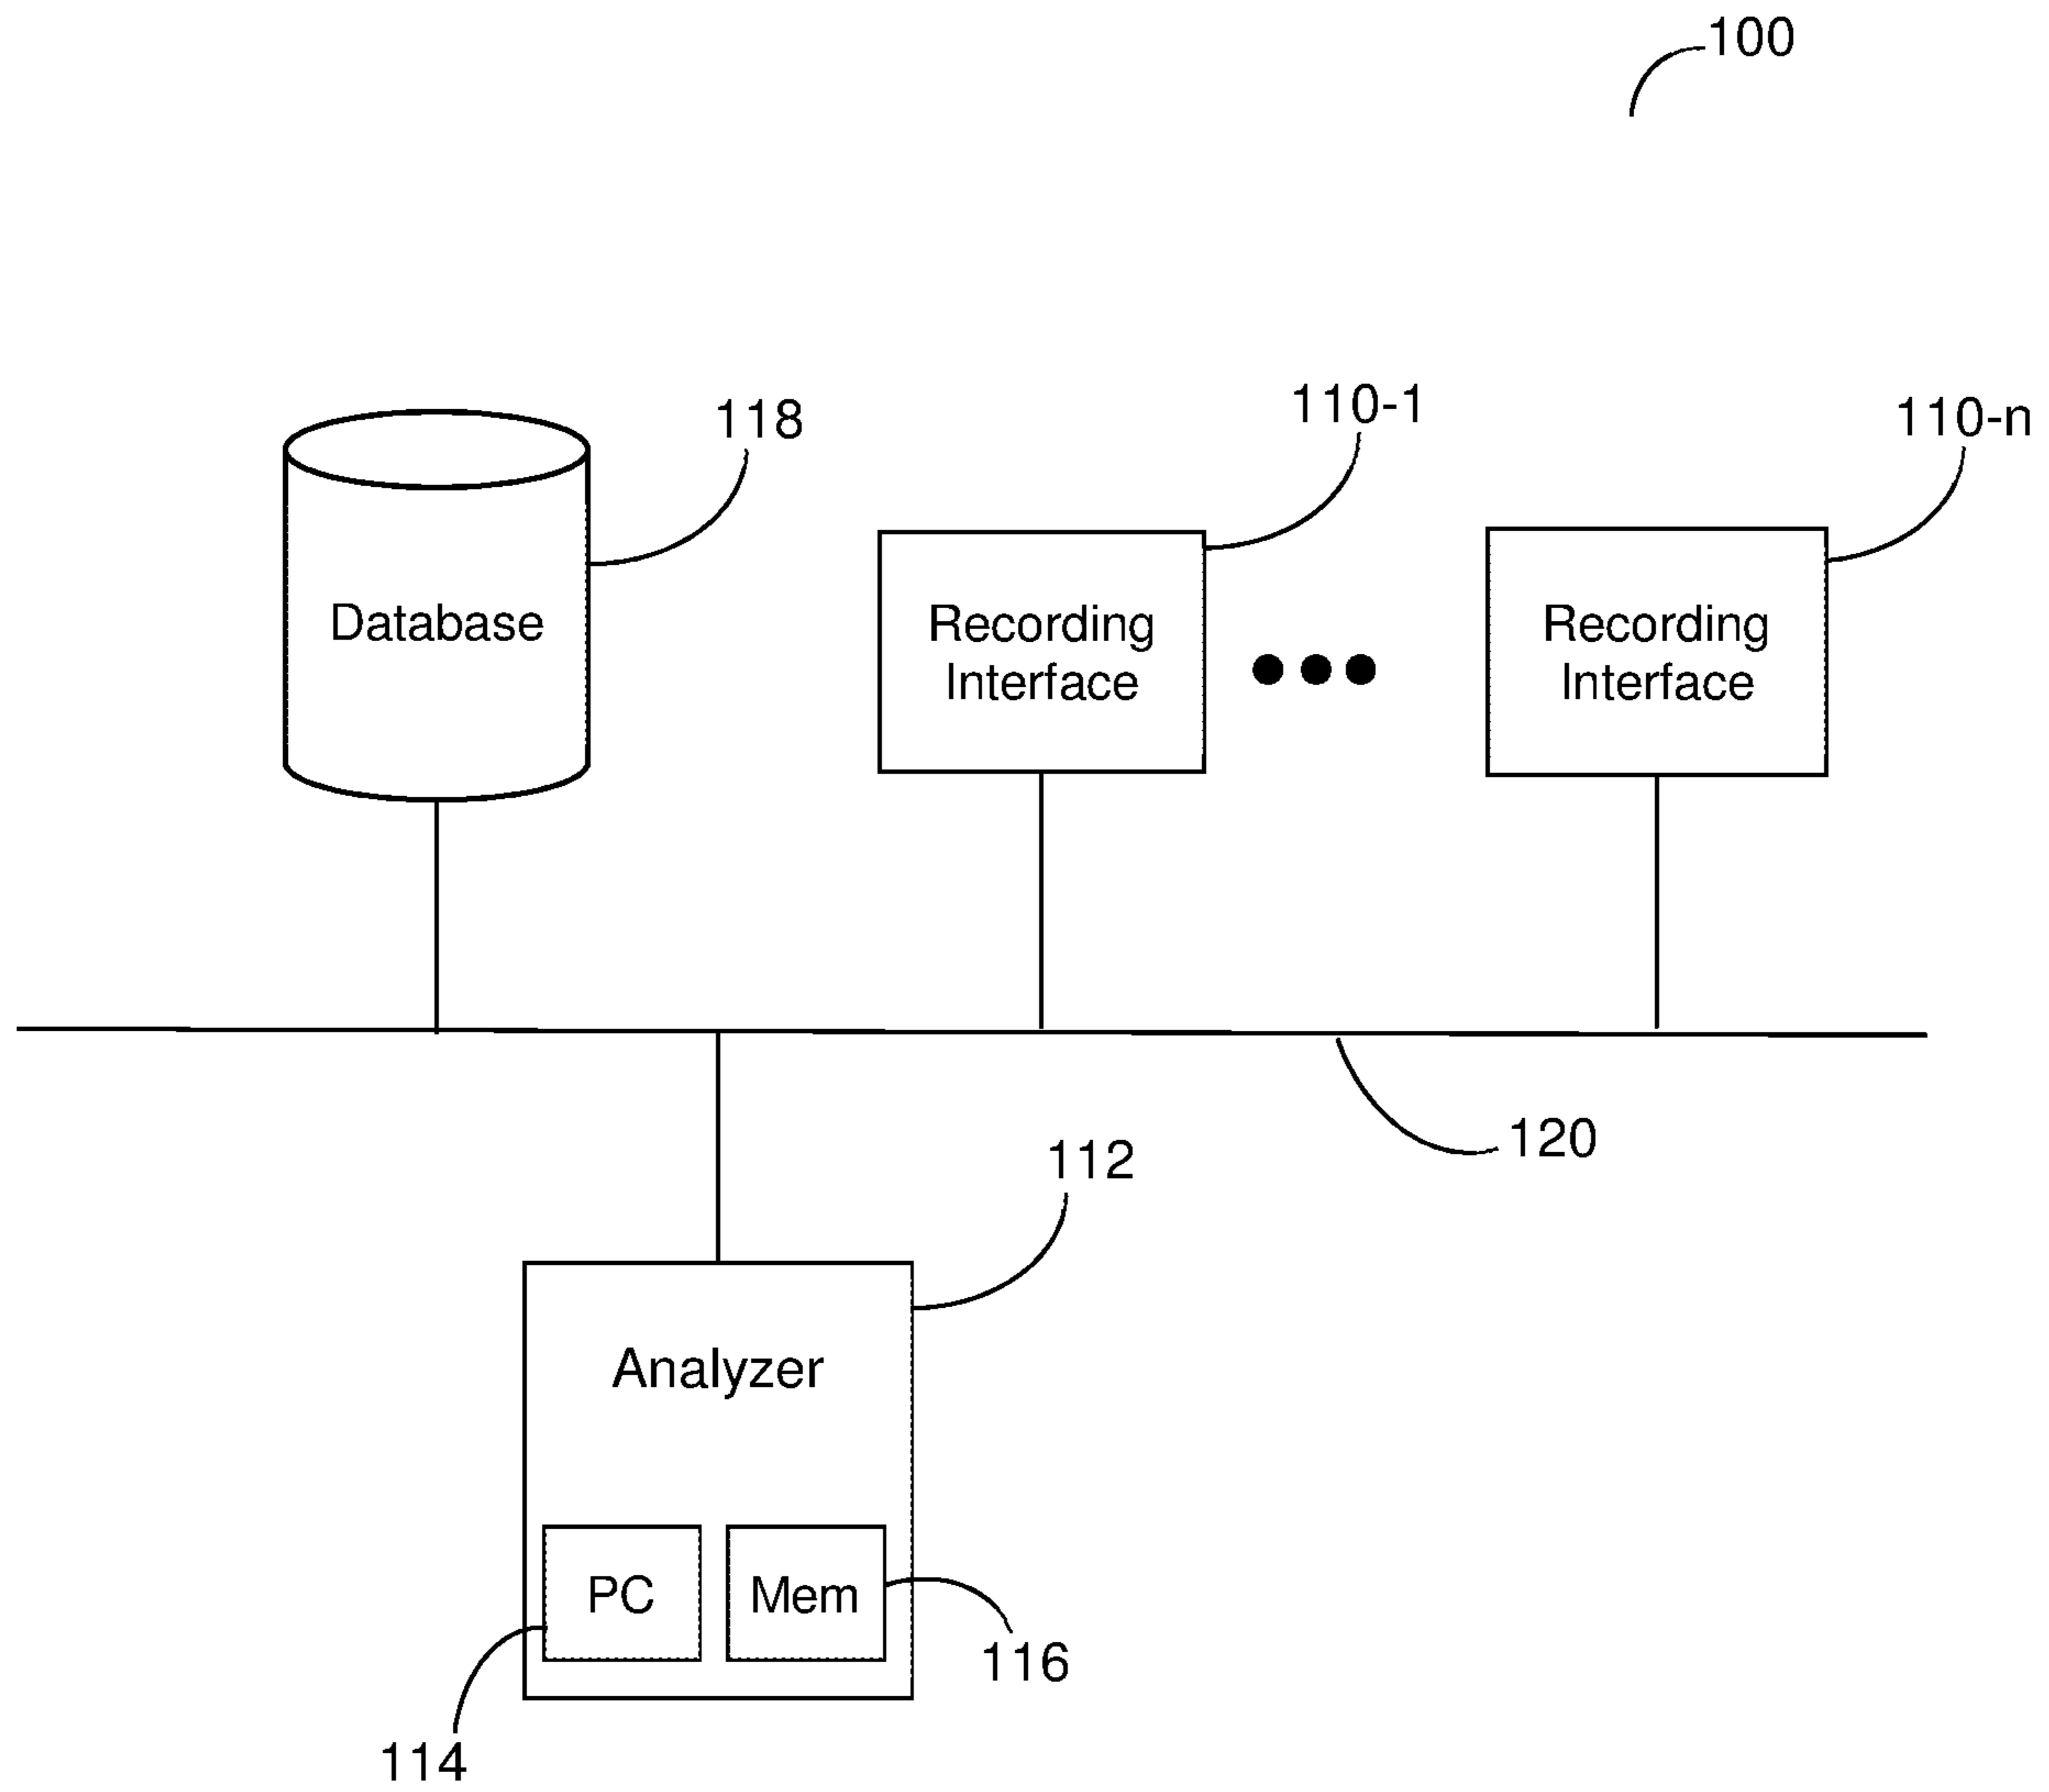 100
118
110-1
110-n
Database
Recording
Interface
Recording
Interface
120
112
Analyzer
PC
Mem
116
114